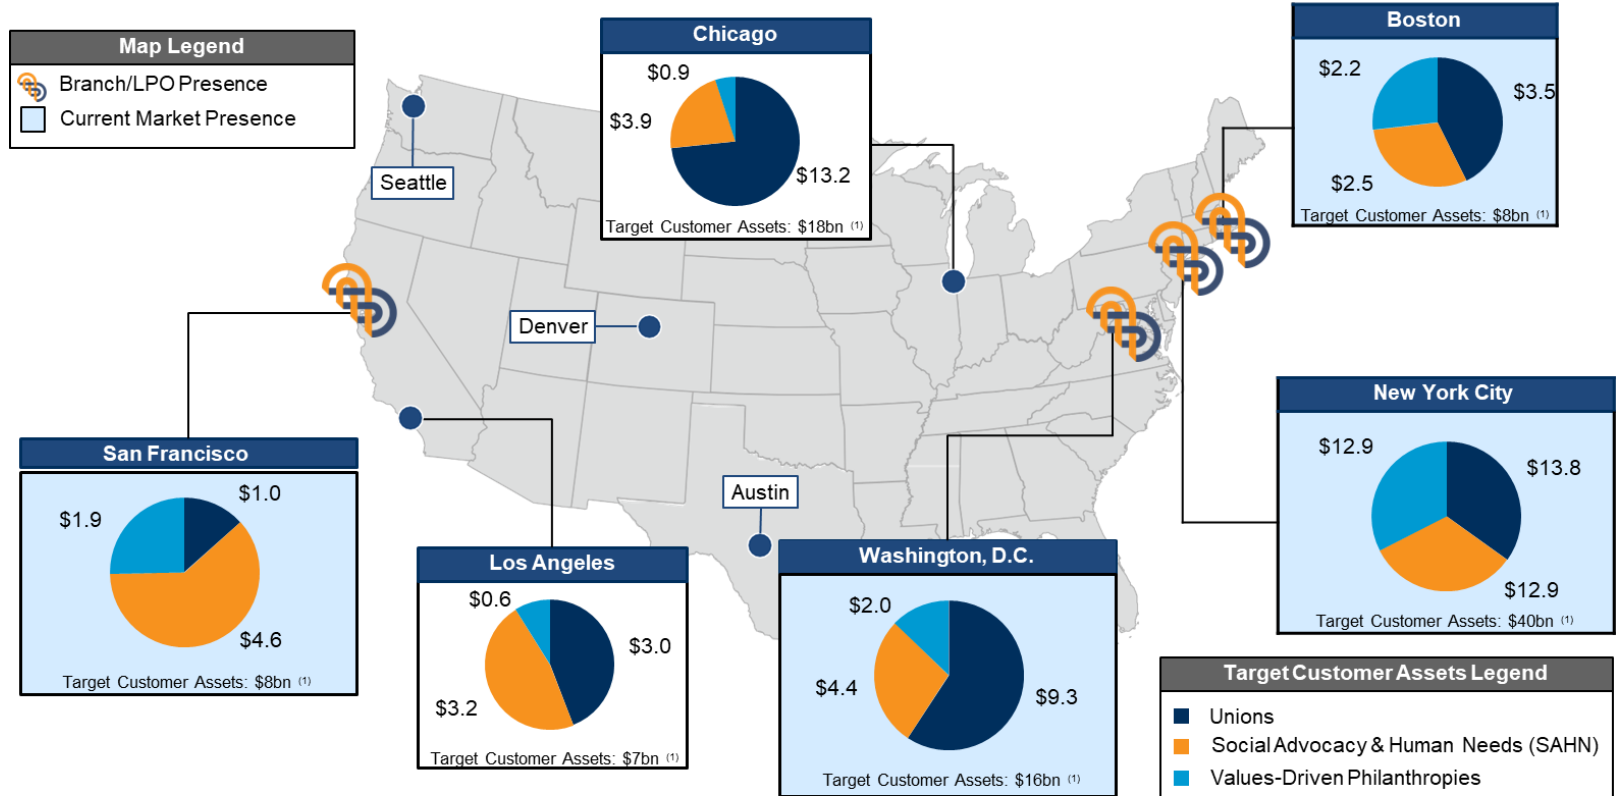 Map Legend
Branch/LPO Presence
Current Market Presence
Seattle
Chicago
$0.9
$3.9
$13.2
Target Customer Assets: $18bn (1)
Boston
$2.2
$3.5
$2.5
Target Customer Assets: $8bn (1)
Denver
San Francisco
$1.0
$1.9
$4.6
Target Customer Assets: $8bn (1)
Los Angeles
$0.6
$3.0
$3.2
Target Customer Assets: $7bn (1)
Austin
Washington, D.C.
$2.0
$4.4
$9.3
Target Customer Assets: $16bn (1)
New York City
$12.9
$13.8
$12.9
Target Customer Assets: $40bn (1)
Target Customer Assets Legend
Unions
Social Advocacy & Human Needs (SAHN)
Values-Driven Philanthropies